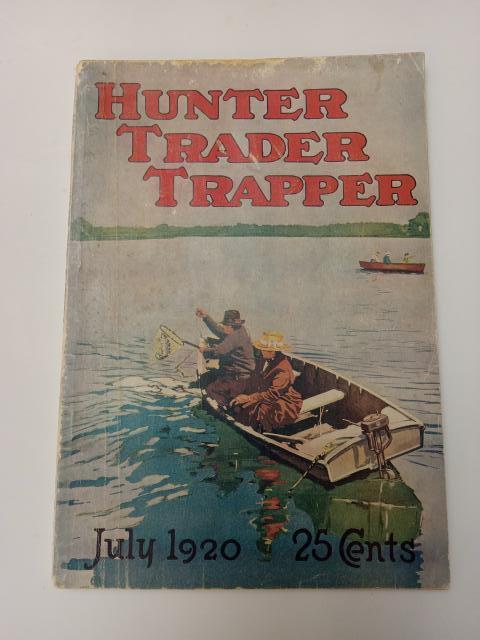 HUNTER
TRADER
TRAPPER
July 1920 25 Cents